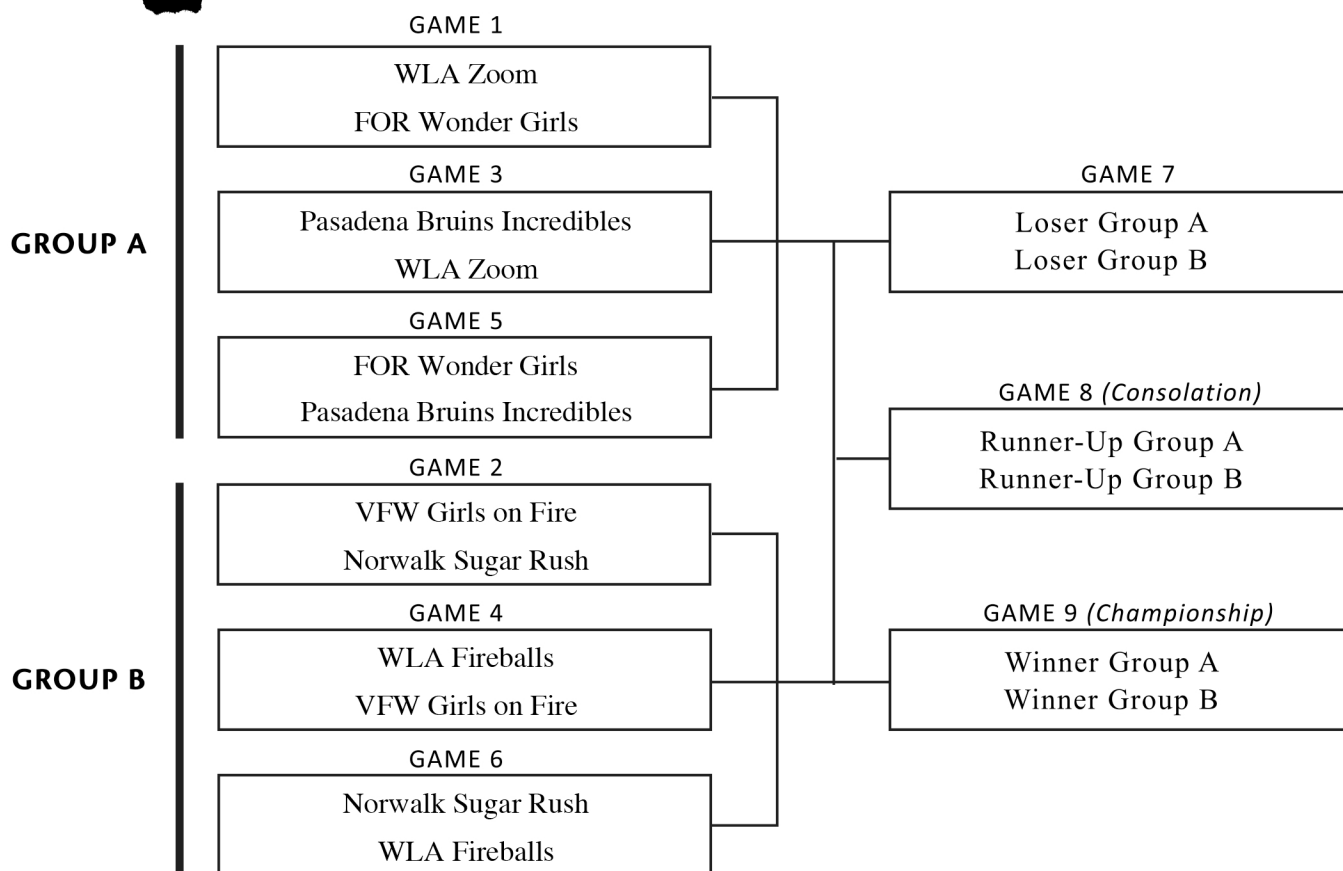 GAME 1
WLA Zoom
FOR Wonder Girls
GROUP A
GAME 3
Pasadena Bruins Incredibles
WLA Zoom
GAME 5
FOR Wonder Girls
Pasadena Bruins Incredibles
GROUP B
GAME 2
VFW Girls on Fire
Norwalk Sugar Rush
GAME 4
WLA Fireballs
VFW Girls on Fire
GAME 6
Norwalk Sugar Rush
WLA Fireballs
GAME 7
Loser Group A
Loser Group B
GAME 8 (Consolation)
Runner-Up Group A
Runner-Up Group B
GAME 9 (Championship)
Winner Group A
Winner Group B